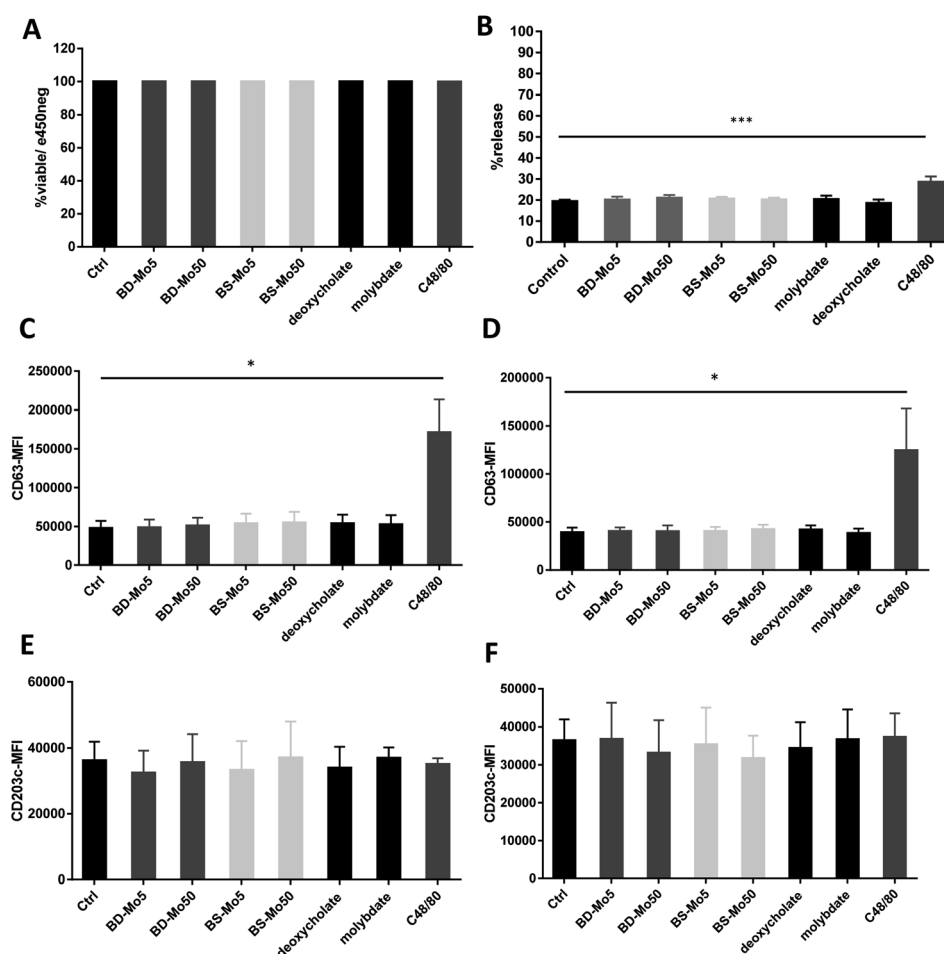 A
%viable/ e450neg
120
100
80
60
40
20
0
Ctrl
BD-Mo5
BD-Mo50
BS-Mo5
BS-Mo50
deoxycholate
molybdate
C48/80
B
%release
100
90
80
70
60
50
40
30
20
10
0
***
Control
BD-Mo5
BD-Mo50
BS-Mo5
BS-Mo50
molybdate
deoxycholate
C48/80
C
CD63-MFI
250000
200000
150000
100000
50000
0
*
Ctrl
BD-Mo5
BD-Mo50
BS-Mo5
BS-Mo50
deoxycholate
molybdate
C48/80
D
CD63-MFI
200000
150000
100000
50000
0
*
Ctrl
BD-Mo5
BD-Mo50
BS-Mo5
BS-Mo50
deoxycholate
molybdate
C48/80
E
CD203c-MFI
60000
40000
20000
0
Ctrl
BD-Mo5
BD-Mo50
BS-Mo5
BS-Mo50
deoxycholate
molybdate
C48/80
F
CD203c-MFI
50000
40000
30000
20000
10000
0
Ctrl
BD-Mo5
BD-Mo50
BS-Mo5
BS-Mo50
deoxycholate
molybdate
C48/80